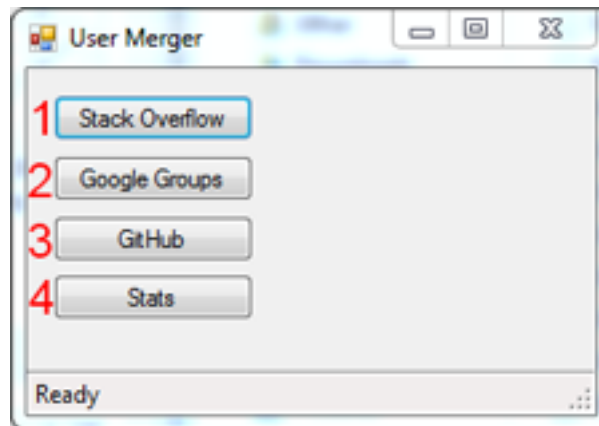 User Merger
1 Stack Overflow
2 Google Groups
3 GitHub
4 Stats
Ready